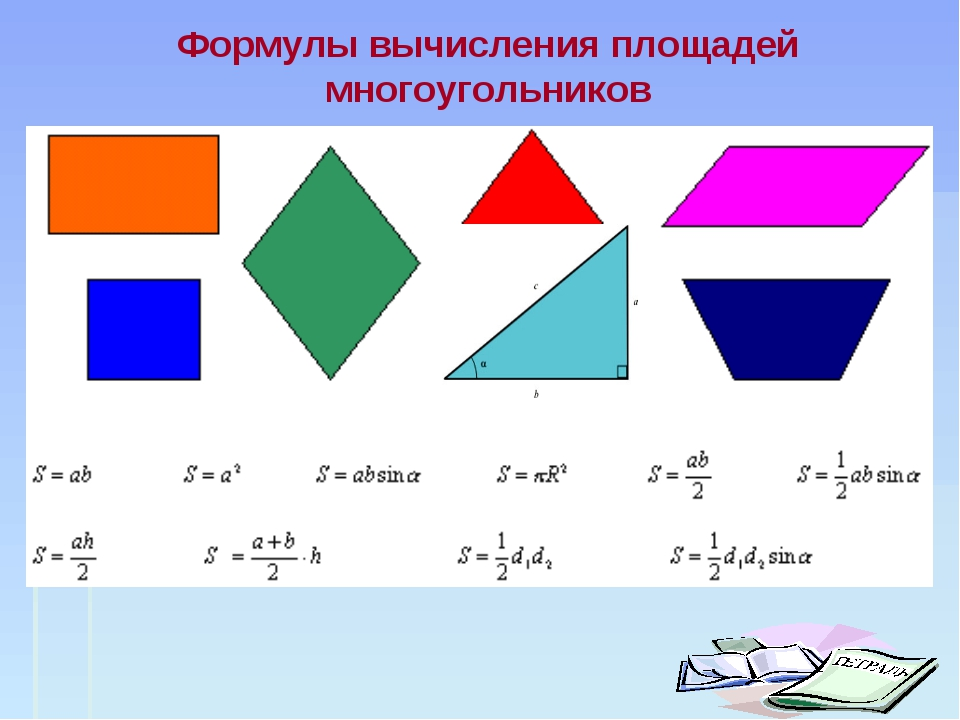 Формулы вычисления площадей
многоугольников
c
a
α
b
S = ab   S = a²   S = ab sin α   S = πR²   S = ab/2   S = 1/2 ab sin α
S = ah/2   S = a+b/2 · h   S = 1/2 d₁d₂   S = 1/2 d₁d₂ sin α
ТЕТРАДЬ